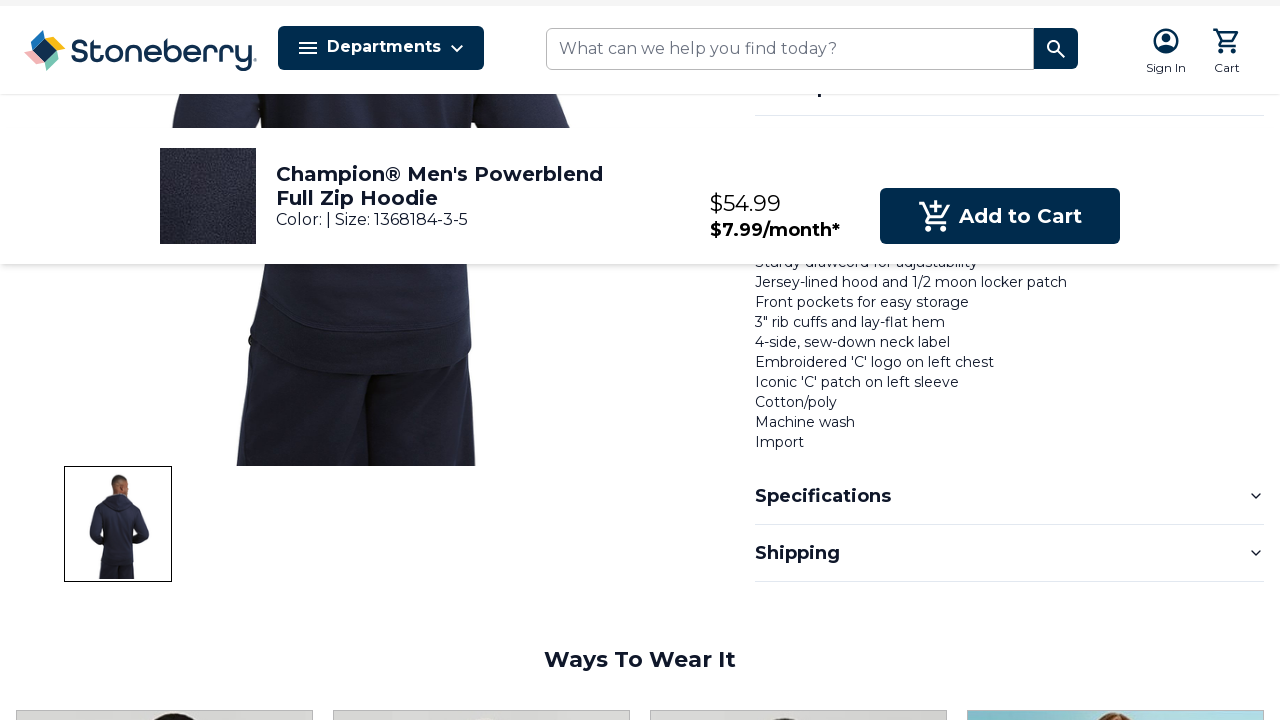 Stoneberry
Departments
What can we help you find today?
Sign In
Cart
Champion® Men's Powerblend
Full Zip Hoodie
Color: | Size: 1368184-3-5
$54.99
$7.99/month*
Add to Cart
Sturdy drawcord for adjustability
Jersey-lined hood and 1/2 moon locker patch
Front pockets for easy storage
3" rib cuffs and lay-flat hem
4-side, sew-down neck label
Embroidered 'C' logo on left chest
Iconic 'C' patch on left sleeve
Cotton/poly
Machine wash
Import
Specifications
Shipping
Ways To Wear It